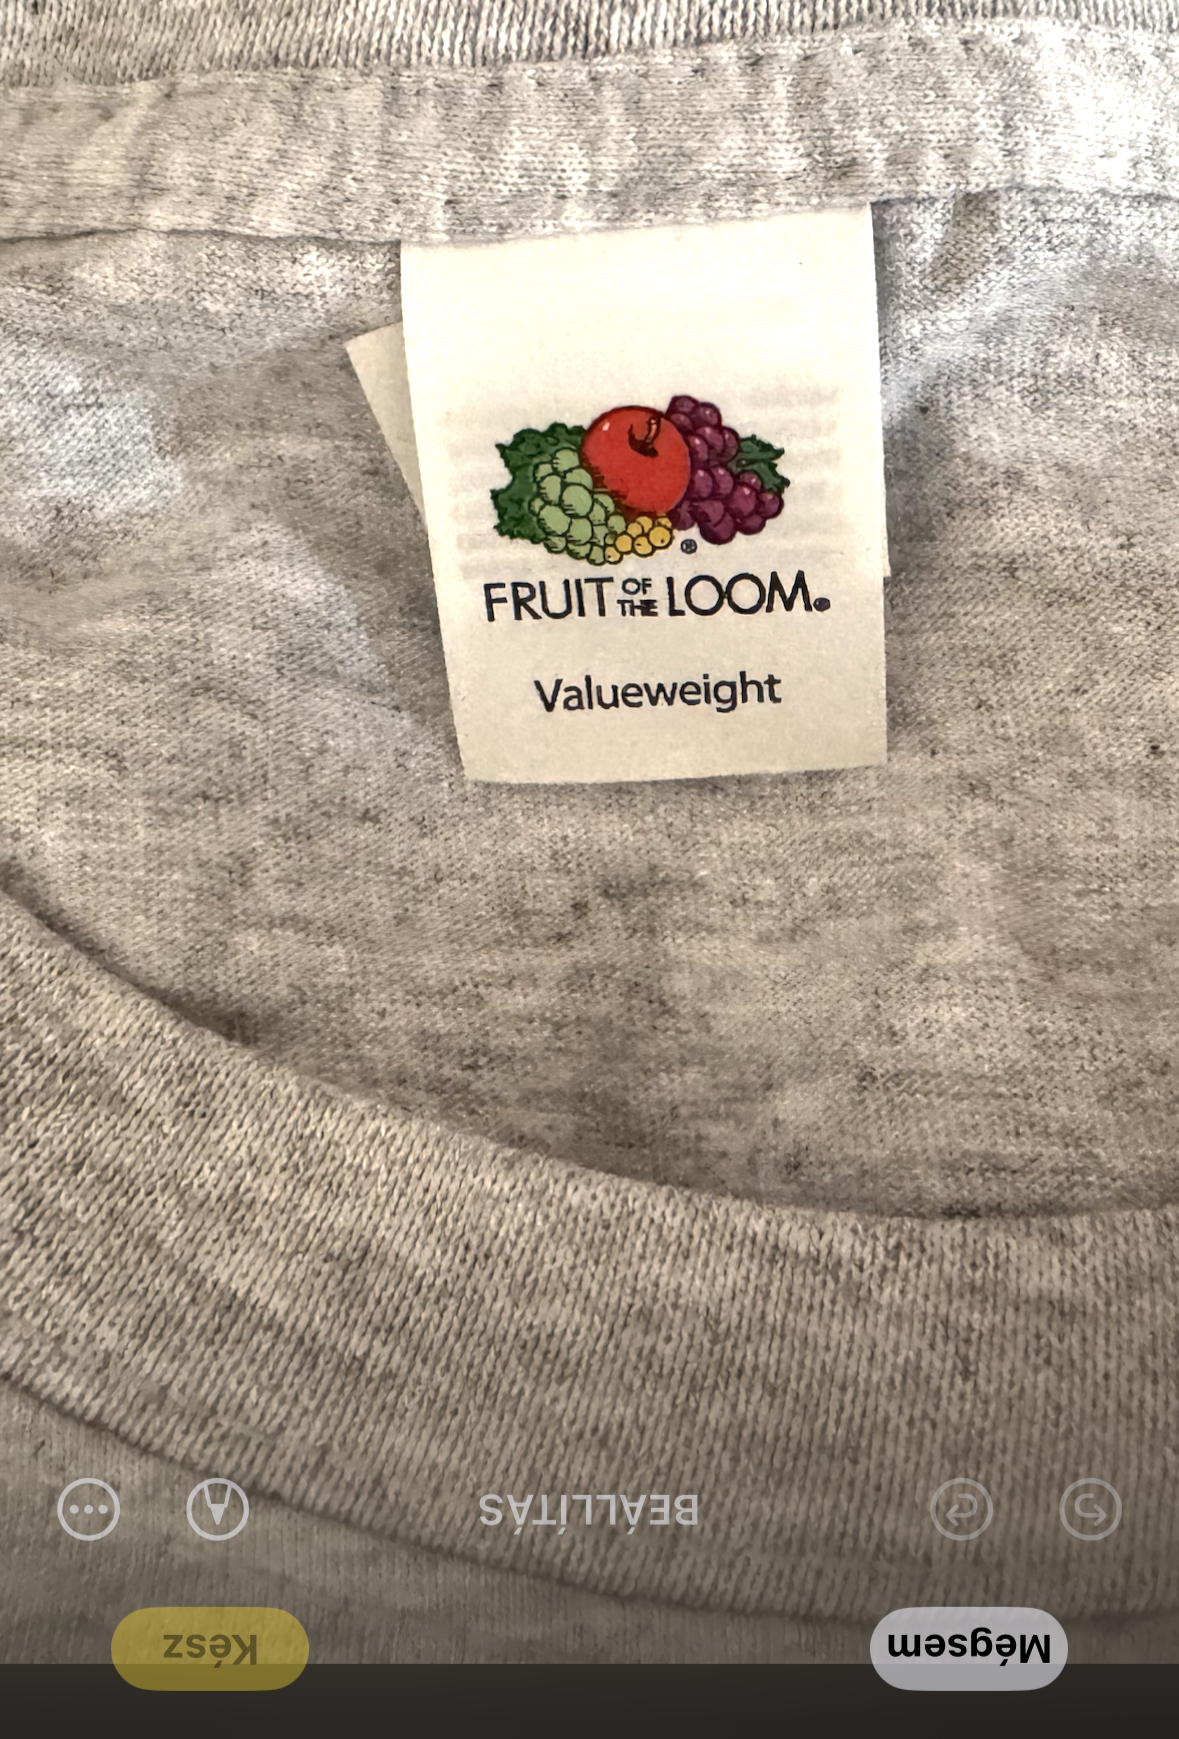 FRUIT OF THE LOOM®
Valueweight
BEÁLLÍTÁS
Mégsem
Kész